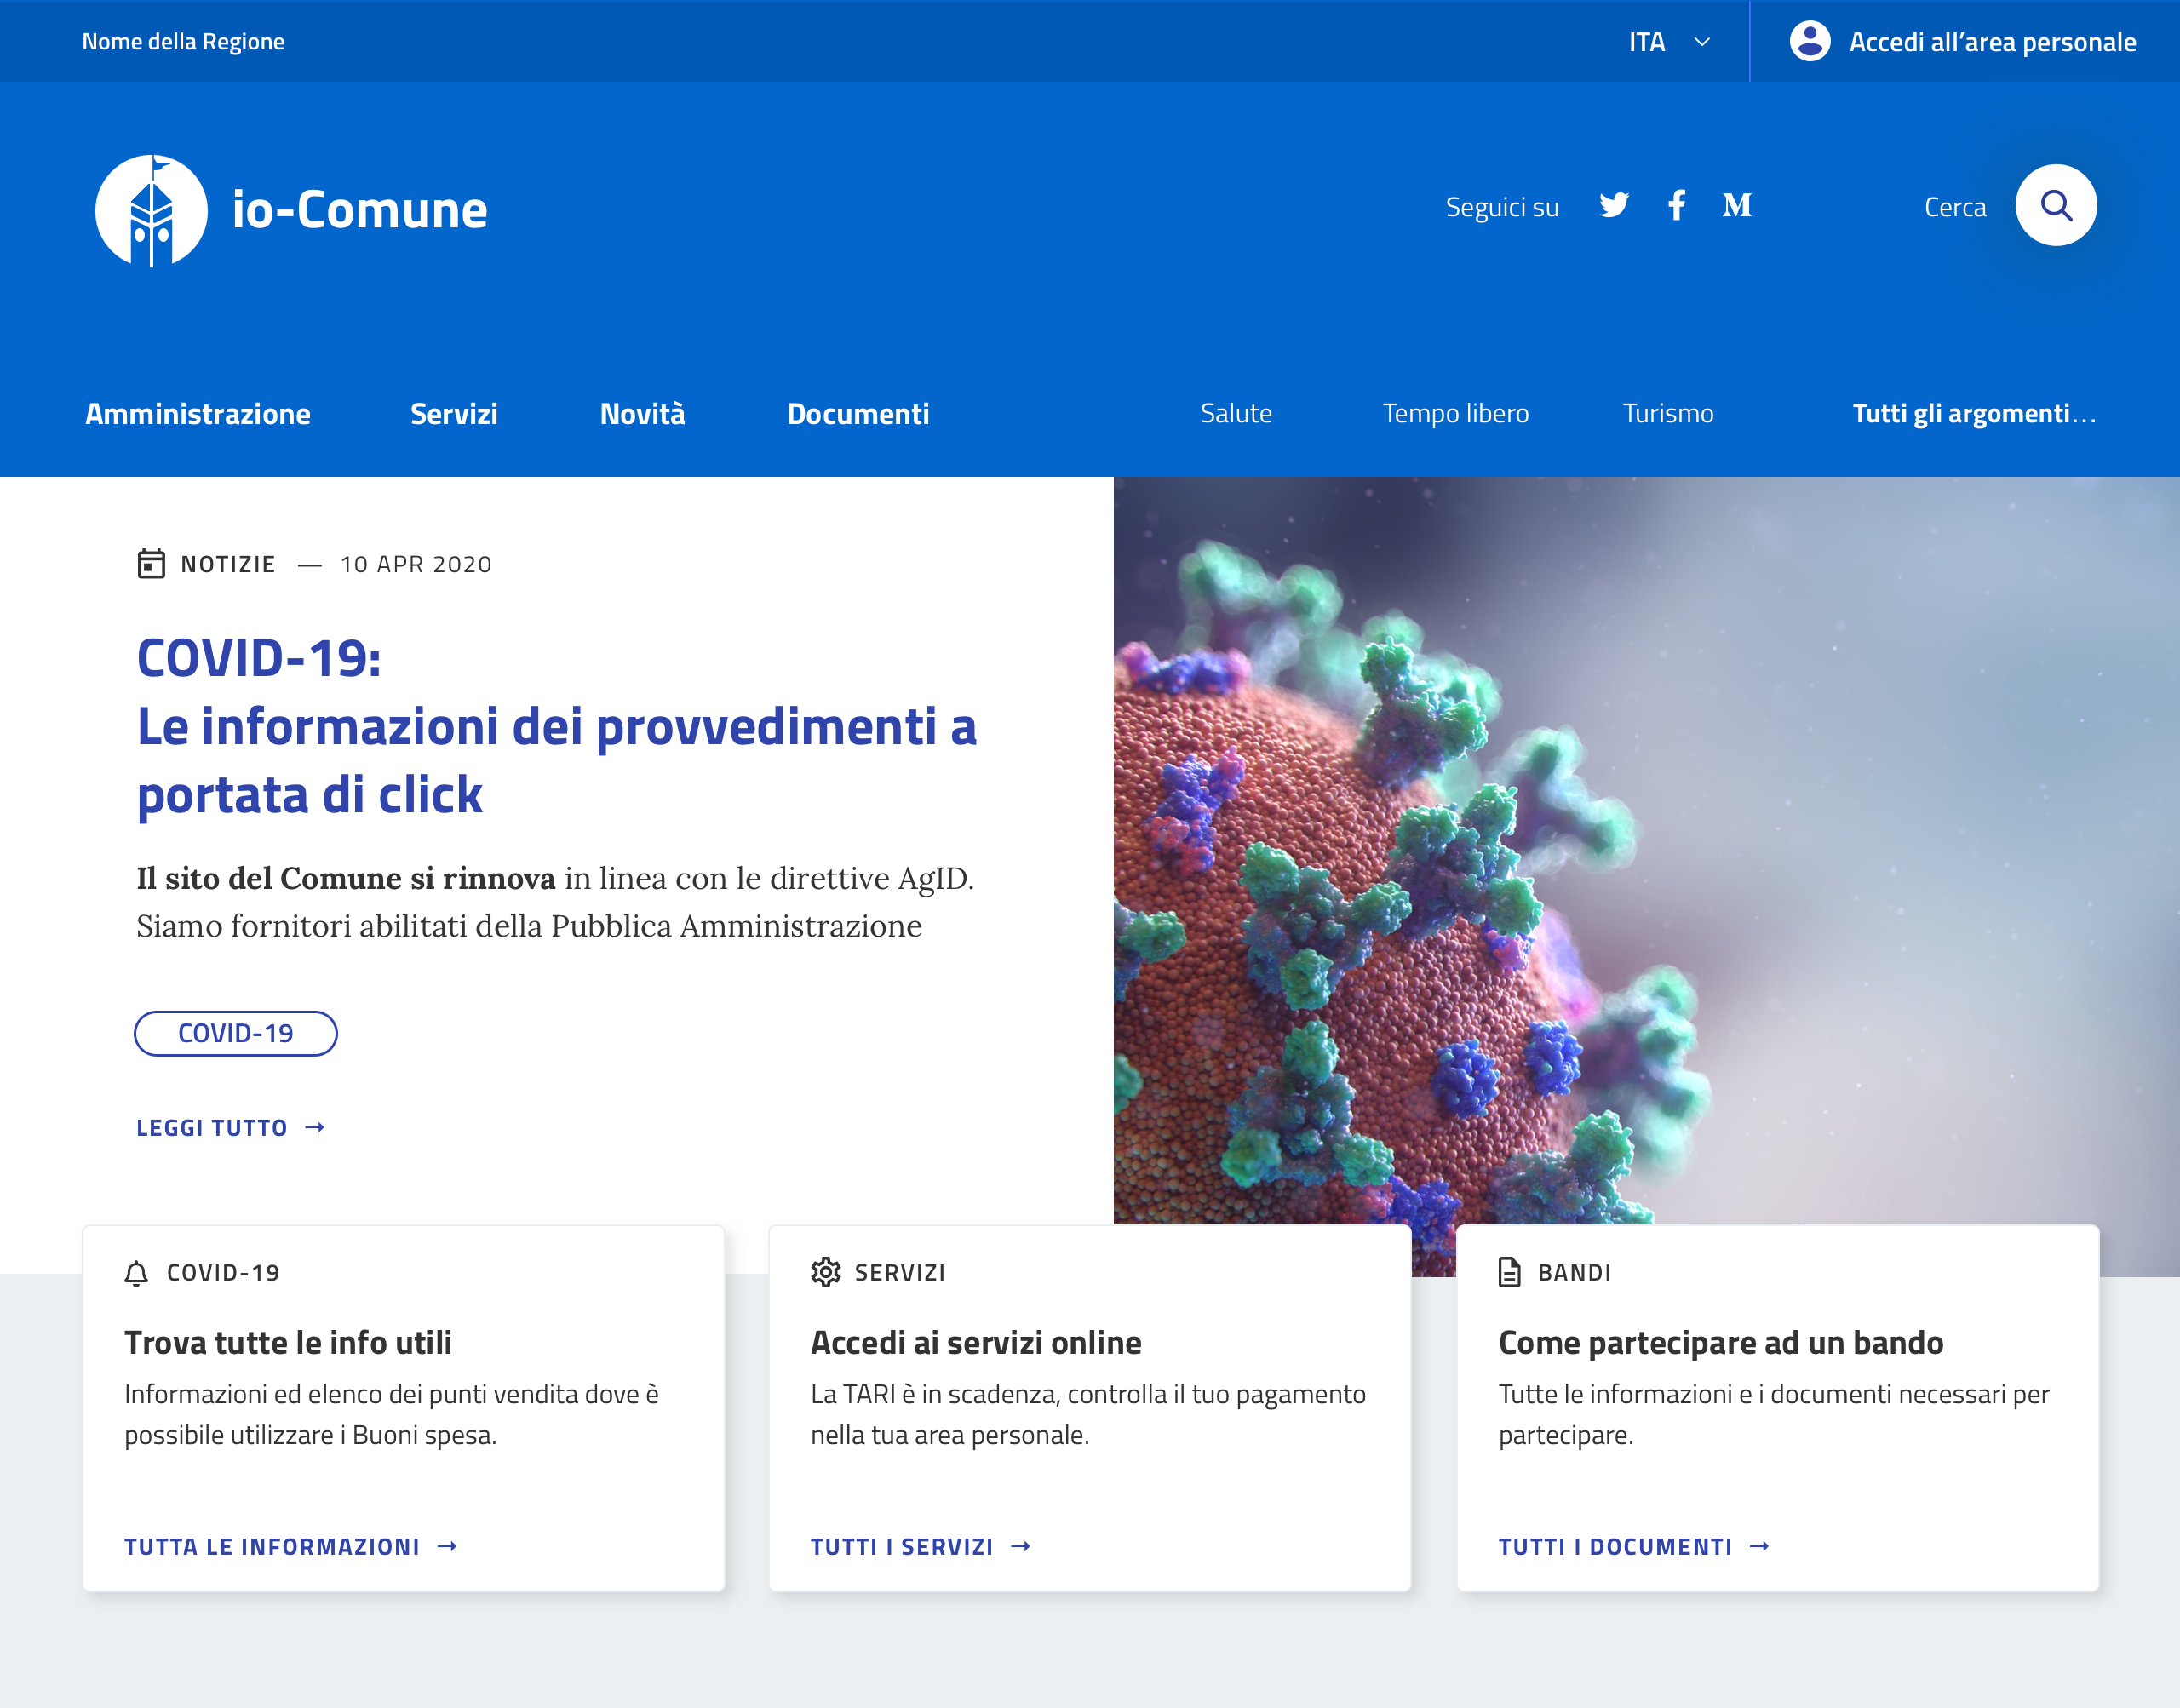 Nome della Regione
ITA
Accedi all’area personale
io-Comune
Seguici su
Cerca
Amministrazione
Servizi
Novità
Documenti
Salute
Tempo libero
Turismo
Tutti gli argomenti...
NOTIZIE — 10 APR 2020
COVID-19:
Le informazioni dei provvedimenti a
portata di click
Il sito del Comune si rinnova in linea con le direttive AgID.
Siamo fornitori abilitati della Pubblica Amministrazione
COVID-19
LEGGI TUTTO →
COVID-19
Trova tutte le info utili
Informazioni ed elenco dei punti vendita dove è
possibile utilizzare i Buoni spesa.
TUTTA LE INFORMAZIONI →
SERVIZI
Accedi ai servizi online
La TARI è in scadenza, controlla il tuo pagamento
nella tua area personale.
TUTTI I SERVIZI →
BANDI
Come partecipare ad un bando
Tutte le informazioni e i documenti necessari per
partecipare.
TUTTI I DOCUMENTI →